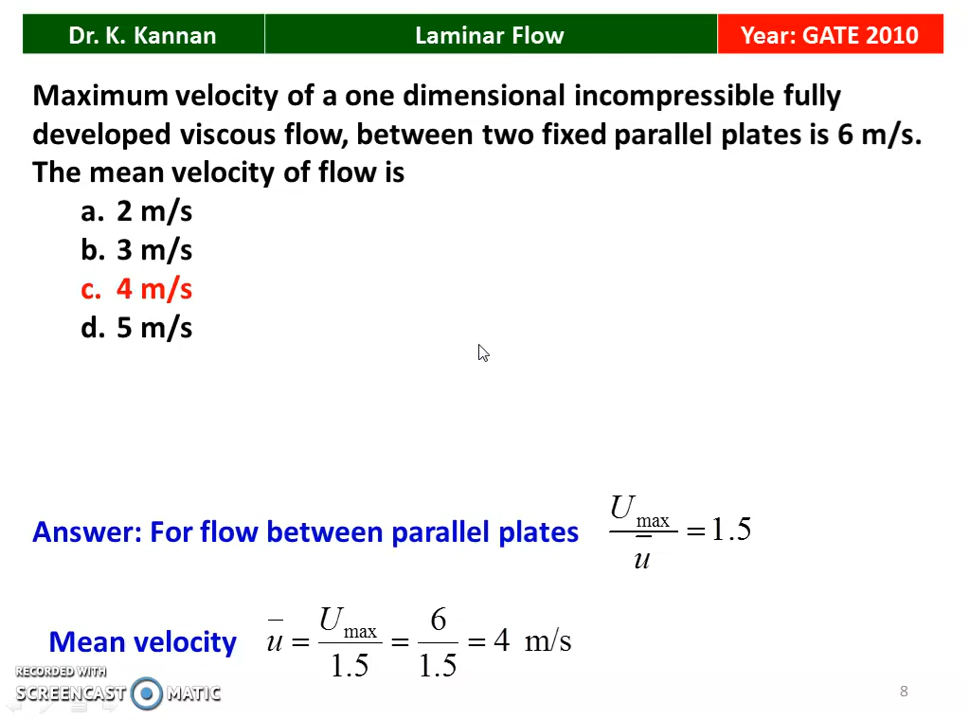 Dr. K. Kannan Laminar Flow Year: GATE 2010
Maximum velocity of a one dimensional incompressible fully
developed viscous flow, between two fixed parallel plates is 6 m/s.
The mean velocity of flow is
a. 2 m/s
b. 3 m/s
c. 4 m/s
d. 5 m/s
Answer: For flow between parallel plates U_max / u̅ = 1.5
Mean velocity u̅ = U_max / 1.5 = 6 / 1.5 = 4 m/s
RECORDED WITH
SCREENCAST MATIC
8